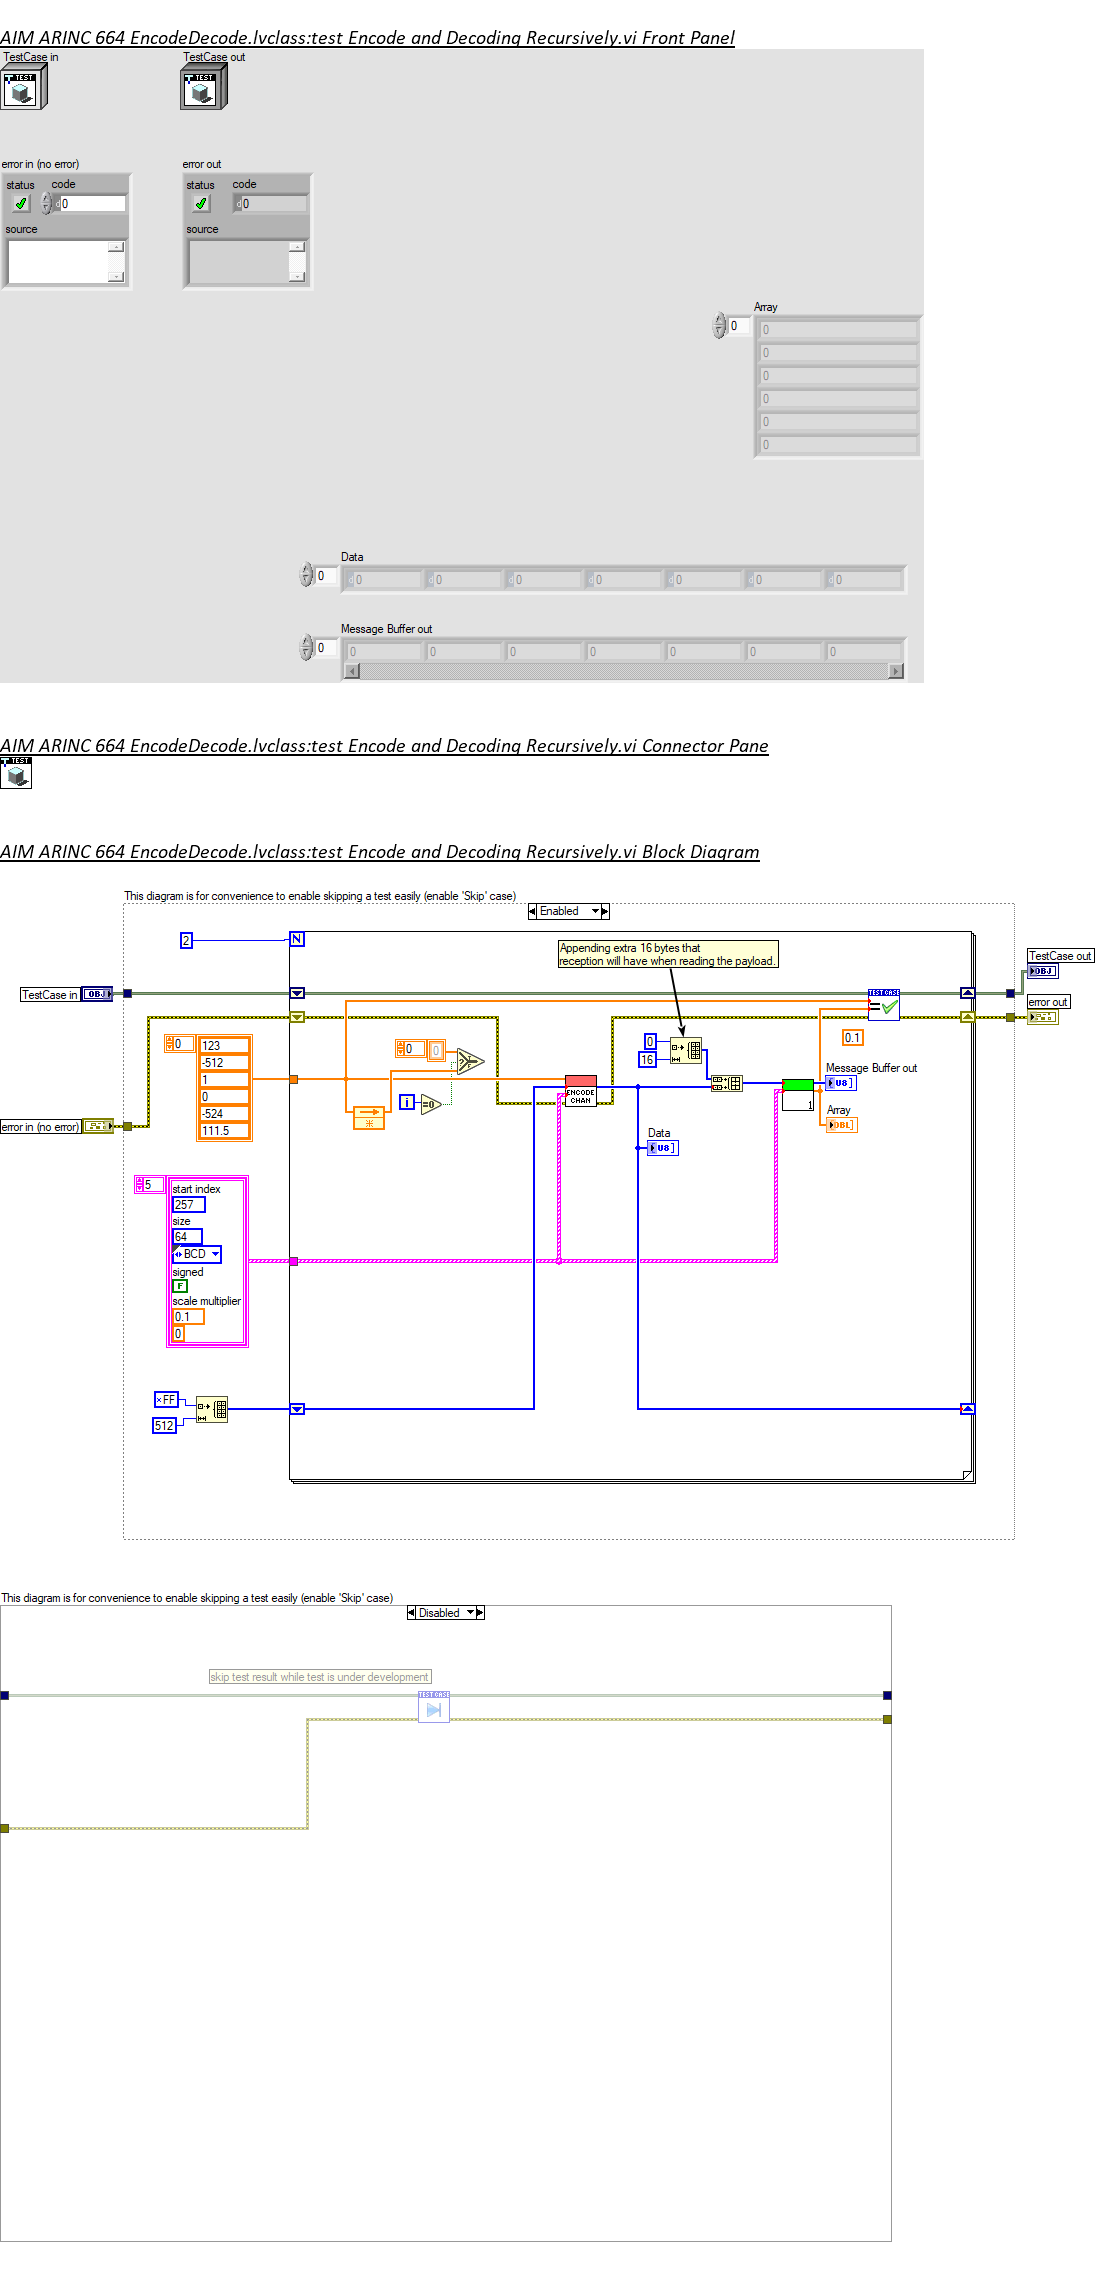 AIM ARINC 664 EncodeDecode.lvclass:test Encode and Decoding Recursively.vi Front Panel
TestCase in
TestCase out
TEST
TEST
error in (no error)
error out
status code
status code
d 0
d 0
source
source
Array
0
0
0
0
0
0
0
Data
0
d 0 d 0 d 0 d 0 d 0 d 0 d 0
Message Buffer out
0
0 0 0 0 0 0 0
AIM ARINC 664 EncodeDecode.lvclass:test Encode and Decoding Recursively.vi Connector Pane
TEST
AIM ARINC 664 EncodeDecode.lvclass:test Encode and Decoding Recursively.vi Block Diagram
This diagram is for convenience to enable skipping a test easily (enable 'Skip' case)
Enabled
2
N
Appending extra 16 bytes that
reception will have when reading the payload.
TestCase out
OBJ
TestCase in
OBJ
TEST CASE
error out
0
123
-512
1
0
-524
111.5
0
0
0
16
0.1
Message Buffer out
U8
ENCODE
CHAN
i
=0
1
Array
DBL
error in (no error)
Data
U8
5
start index
257
size
64
BCD
signed
F
scale multiplier
0.1
0
xFF
512
This diagram is for convenience to enable skipping a test easily (enable 'Skip' case)
Disabled
skip test result while test is under development
TEST CASE